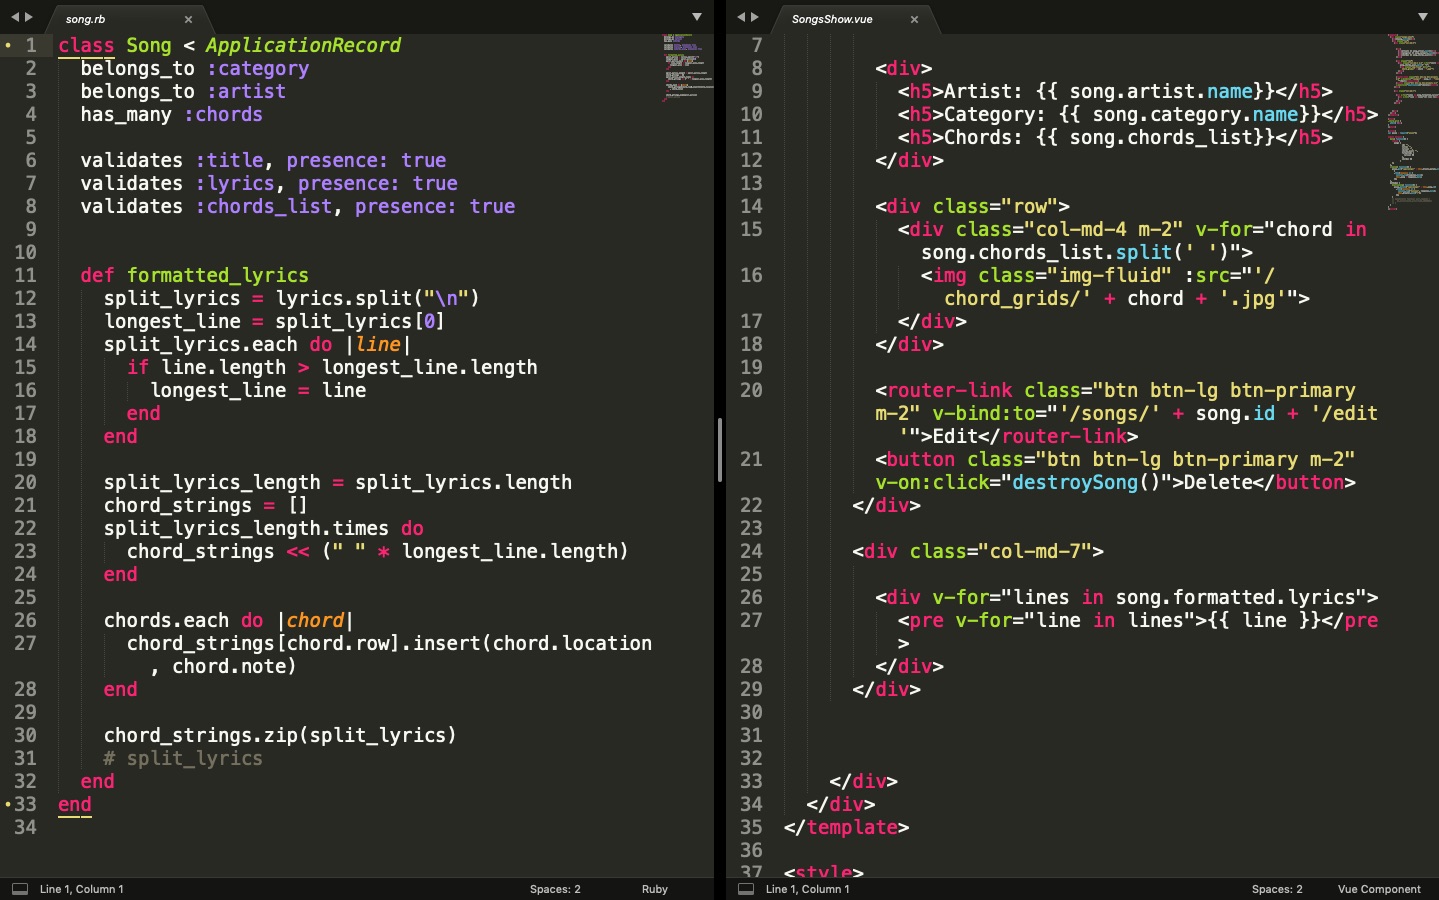 song.rb
1 class Song < ApplicationRecord
2 belongs_to :category
3 belongs_to :artist
4 has_many :chords
5
6 validates :title, presence: true
7 validates :lyrics, presence: true
8 validates :chords_list, presence: true
9
10
11 def formatted_lyrics
12 split_lyrics = lyrics.split("\n")
13 longest_line = split_lyrics[0]
14 split_lyrics.each do |line|
15 if line.length > longest_line.length
16 longest_line = line
17 end
18 end
19
20 split_lyrics_length = split_lyrics.length
21 chord_strings = []
22 split_lyrics_length.times do
23 chord_strings << (" " * longest_line.length)
24 end
25
26 chords.each do |chord|
27 chord_strings[chord.row].insert(chord.location
, chord.note)
28 end
29
30 chord_strings.zip(split_lyrics)
31 # split_lyrics
32 end
33 end
34
Line 1, Column 1
Spaces: 2
Ruby
SongsShow.vue
7
8 <div>
9 <h5>Artist: {{ song.artist.name}}</h5>
10 <h5>Category: {{ song.category.name}}</h5>
11 <h5>Chords: {{ song.chords_list}}</h5>
12 </div>
13
14 <div class="row">
15 <div class="col-md-4 m-2" v-for="chord in
song.chords_list.split(' ')">
16 <img class="img-fluid" :src="'/
chord_grids/' + chord + '.jpg'">
17 </div>
18 </div>
19
20 <router-link class="btn btn-lg btn-primary
m-2" v-bind:to="'/songs/' + song.id + '/edit
'">Edit</router-link>
21 <button class="btn btn-lg btn-primary m-2"
v-on:click="destroySong()">Delete</button>
22 </div>
23
24 <div class="col-md-7">
25
26 <div v-for="lines in song.formatted.lyrics">
27 <pre v-for="line in lines">{{ line }}</pre
>
28 </div>
29 </div>
30
31
32
33 </div>
34 </div>
35 </template>
36
37 <style>
Line 1, Column 1
Spaces: 2
Vue Component